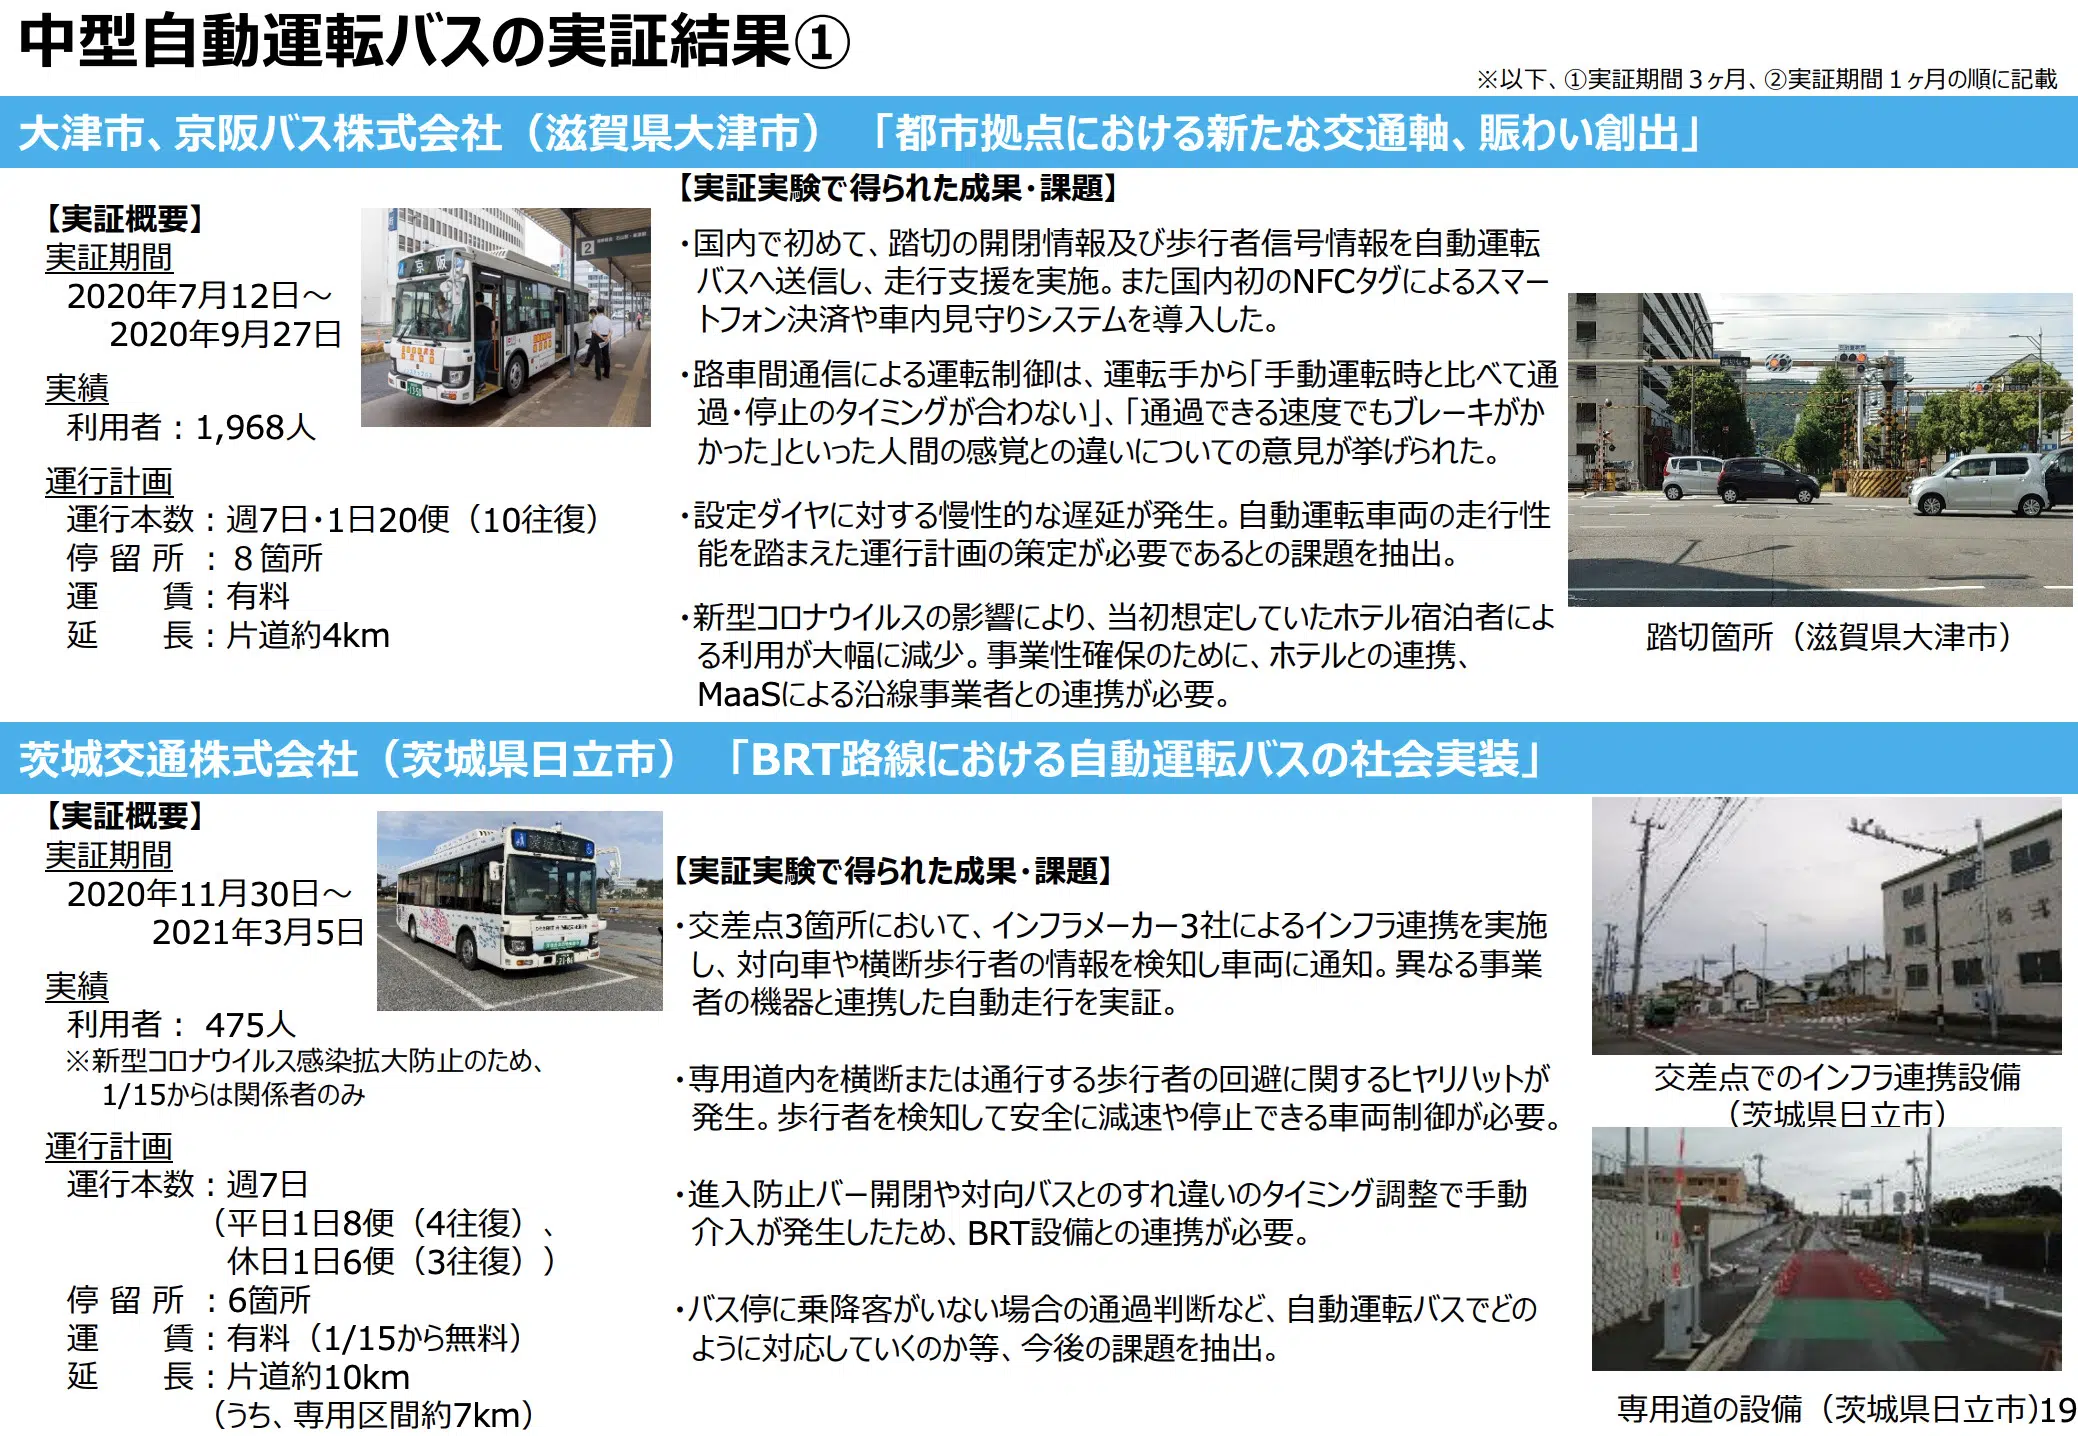 中型自動運転バスの実証結果①
※以下、①実証期間３ヶ月、②実証期間１ヶ月の順に記載
大津市、京阪バス株式会社（滋賀県大津市）　「都市拠点における新たな交通軸、賑わい創出」
【実証概要】
実証期間
2020年7月12日～
2020年9月27日
実績
利用者：1,968人
運行計画
運行本数：週7日・1日20便（10往復）
停 留 所 ：８箇所
運　　賃：有料
延　　長：片道約4km
京阪
2
【実証実験で得られた成果・課題】
・国内で初めて、踏切の開閉情報及び歩行者信号情報を自動運転
バスへ送信し、走行支援を実施。また国内初のNFCタグによるスマー
トフォン決済や車内見守りシステムを導入した。
・路車間通信による運転制御は、運転手から「手動運転時と比べて通
過・停止のタイミングが合わない」、「通過できる速度でもブレーキがか
かった」といった人間の感覚との違いについての意見が挙げられた。
・設定ダイヤに対する慢性的な遅延が発生。自動運転車両の走行性
能を踏まえた運行計画の策定が必要であるとの課題を抽出。
・新型コロナウイルスの影響により、当初想定していたホテル宿泊者によ
る利用が大幅に減少。事業性確保のために、ホテルとの連携、
MaaSによる沿線事業者との連携が必要。
踏切箇所（滋賀県大津市）
茨城交通株式会社（茨城県日立市）　「BRT路線における自動運転バスの社会実装」
【実証概要】
実証期間
2020年11月30日～
2021年3月5日
実績
利用者： 475人
※新型コロナウイルス感染拡大防止のため、
1/15からは関係者のみ
運行計画
運行本数：週7日
（平日1日8便（4往復）、
休日1日6便（3往復））
停 留 所 ：6箇所
運　　賃：有料（1/15から無料）
延　　長：片道約10km
（うち、専用区間約7km）
茨城交通
【実証実験で得られた成果・課題】
・交差点3箇所において、インフラメーカー3社によるインフラ連携を実施
し、対向車や横断歩行者の情報を検知し車両に通知。異なる事業
者の機器と連携した自動走行を実証。
・専用道内を横断または通行する歩行者の回避に関するヒヤリハットが
発生。歩行者を検知して安全に減速や停止できる車両制御が必要。
・進入防止バー開閉や対向バスとのすれ違いのタイミング調整で手動
介入が発生したため、BRT設備との連携が必要。
・バス停に乗降客がいない場合の通過判断など、自動運転バスでどの
ように対応していくのか等、今後の課題を抽出。
交差点でのインフラ連携設備
（茨城県日立市）
専用道の設備（茨城県日立市）
19